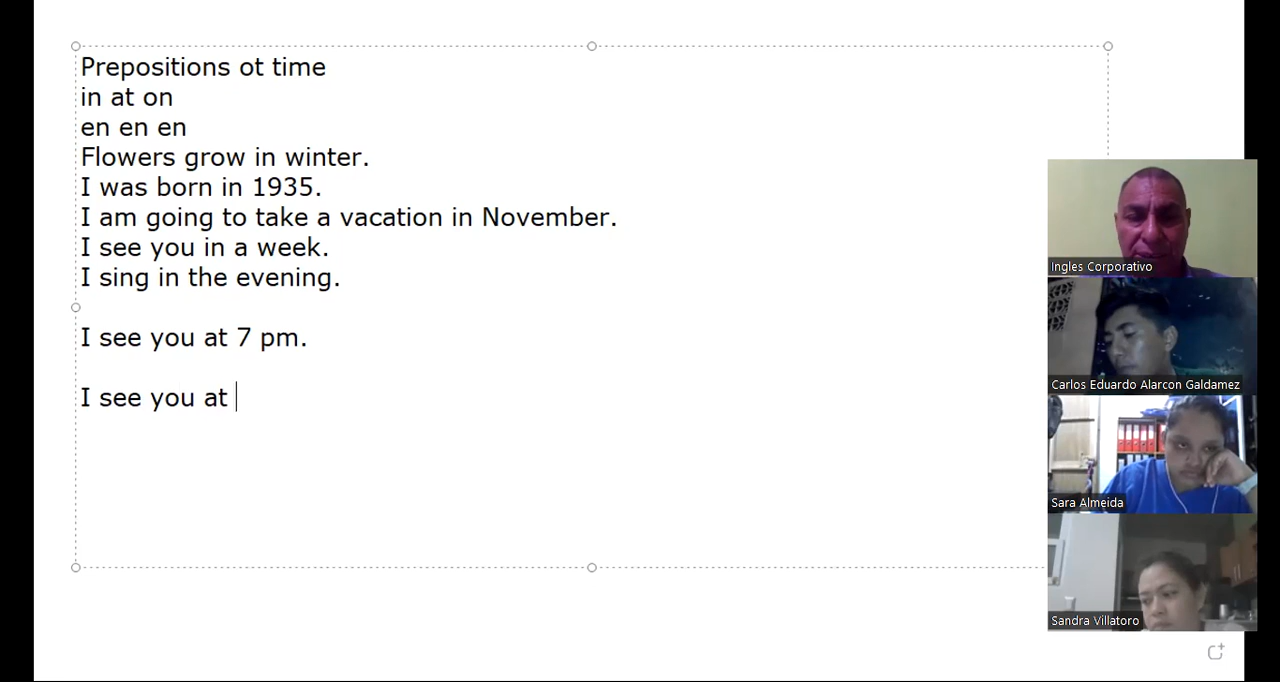 Prepositions ot time
in at on
en en en
Flowers grow in winter.
I was born in 1935.
I am going to take a vacation in November.
I see you in a week.
I sing in the evening.
I see you at 7 pm.
I see you at
Ingles Corporativo
Carlos Eduardo Alarcon Galdamez
Sara Almeida
Sandra Villatoro